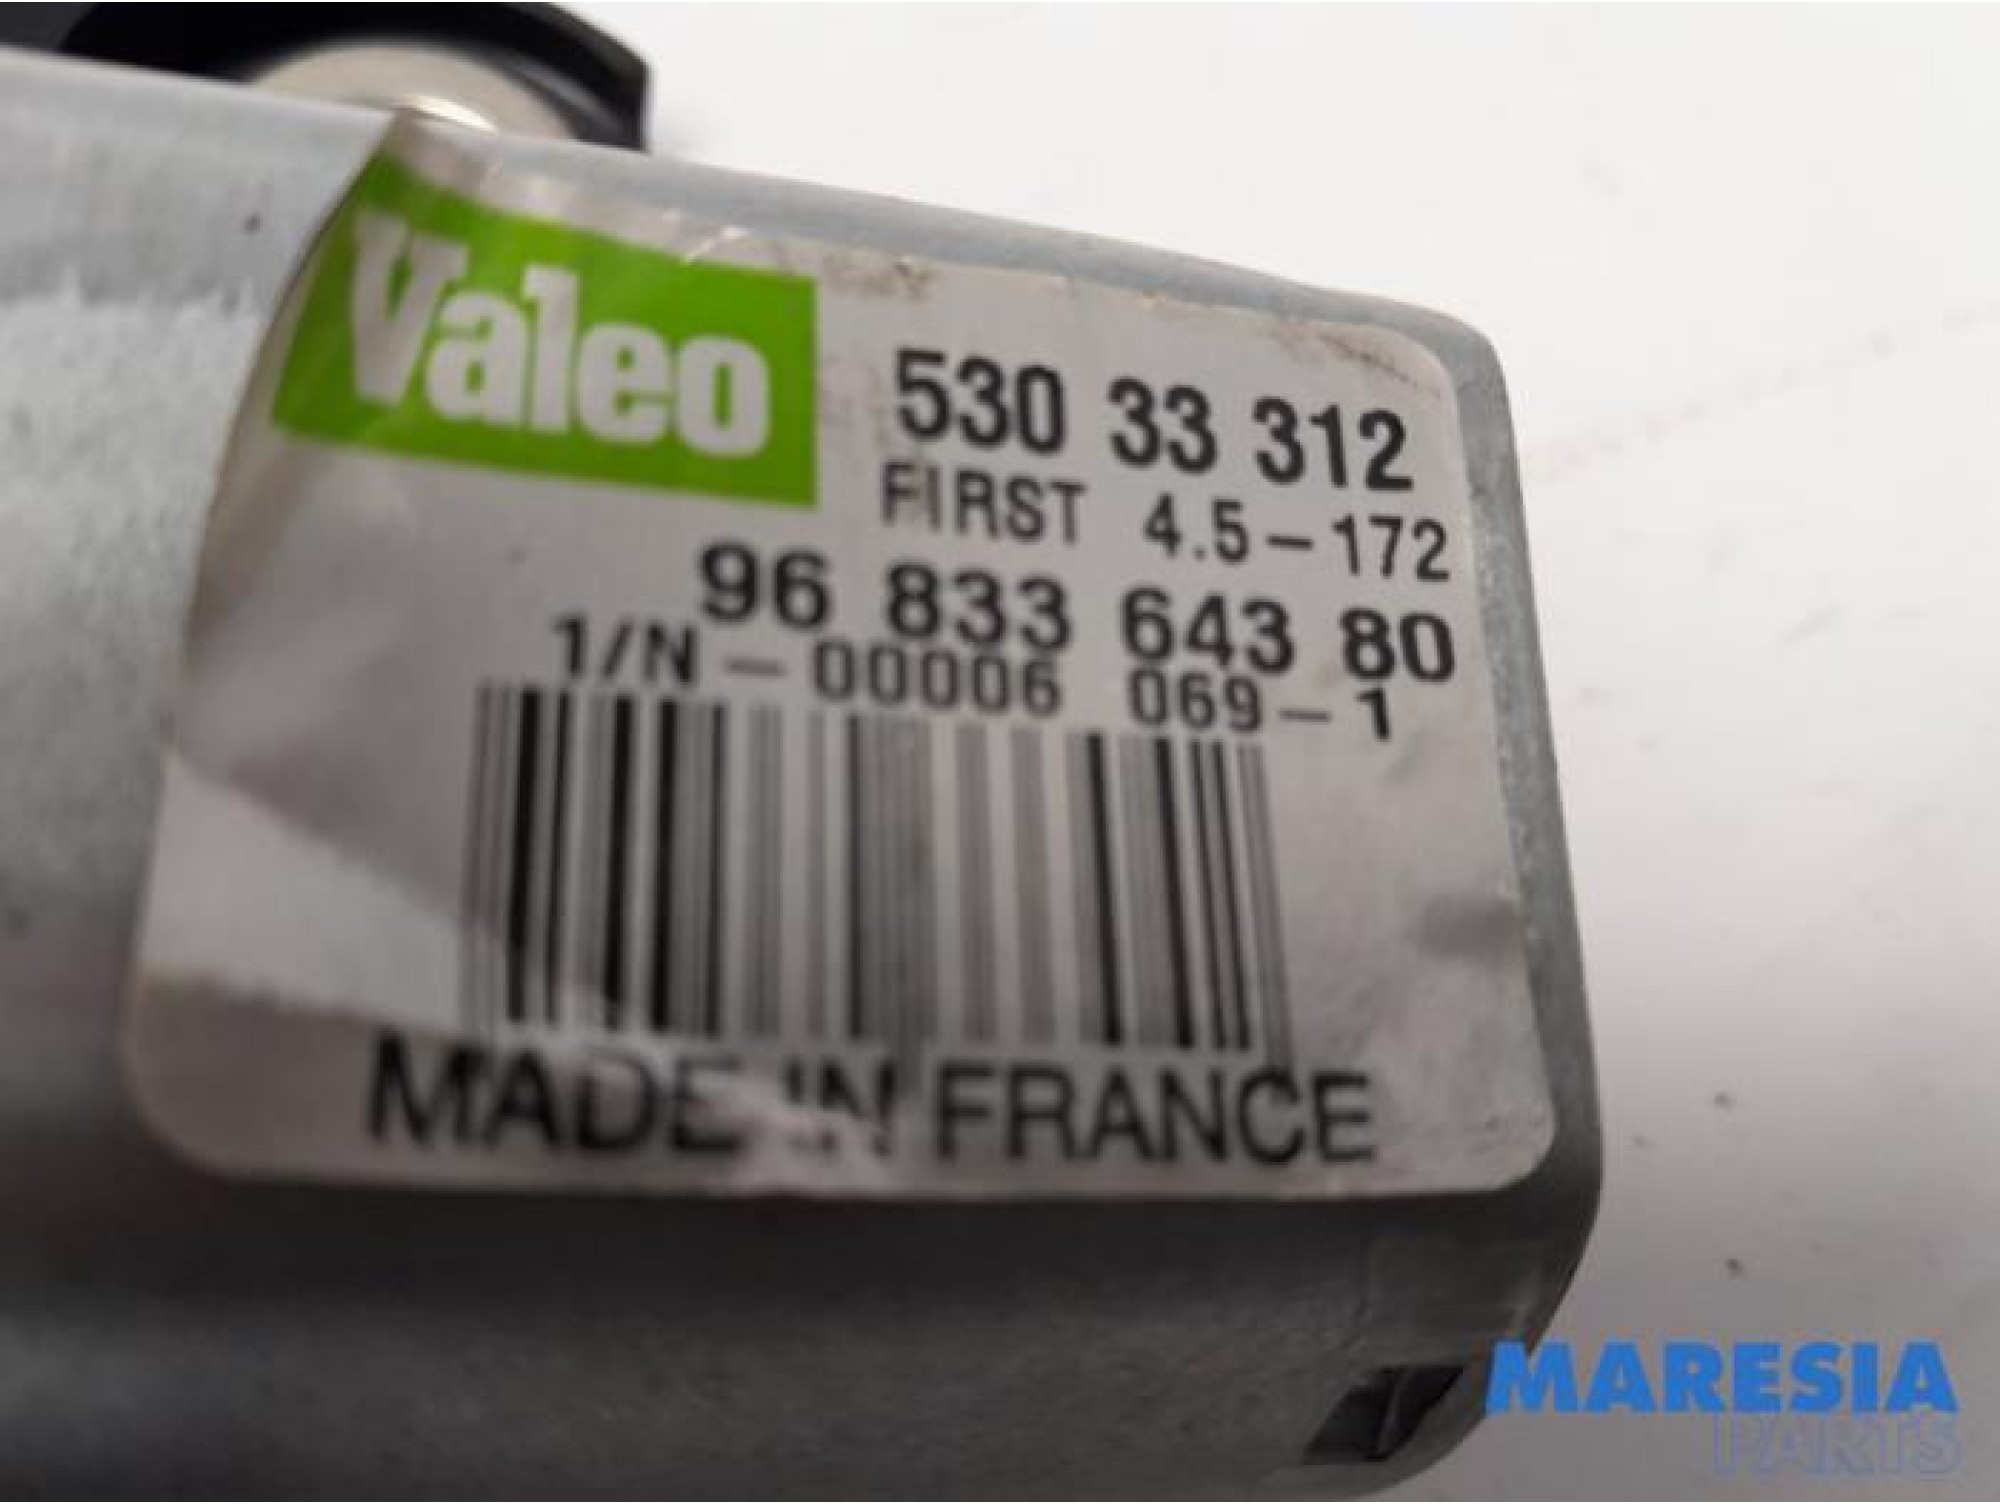 Valeo
530 33 312
FIRST 4.5-172
96 833 643 80
1/N - 00006 069-1
MADE IN FRANCE
MARESIA
PARTS